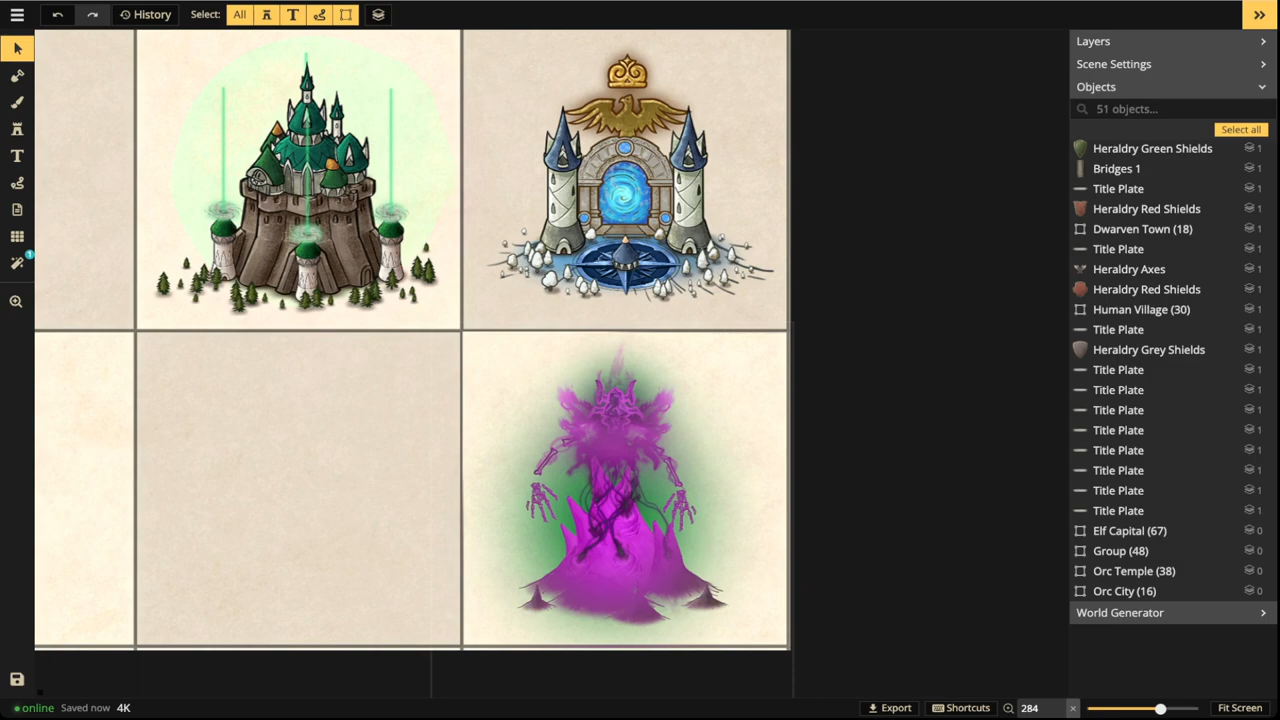 History
Select:
All
T
Layers
Scene Settings
Objects
51 objects...
Select all
Heraldry Green Shields 1
Bridges 1 1
Title Plate 1
Heraldry Red Shields 1
Dwarven Town (18) 1
Title Plate 1
Heraldry Axes 1
Heraldry Red Shields 1
Human Village (30) 1
Title Plate 1
Heraldry Grey Shields 1
Title Plate 1
Title Plate 1
Title Plate 1
Title Plate 1
Title Plate 1
Title Plate 1
Title Plate 1
Title Plate 1
Elf Capital (67) 0
Group (48) 0
Orc Temple (38) 0
Orc City (16) 0
World Generator
T
1
online Saved now 4K
Export
Shortcuts
284 ×
Fit Screen